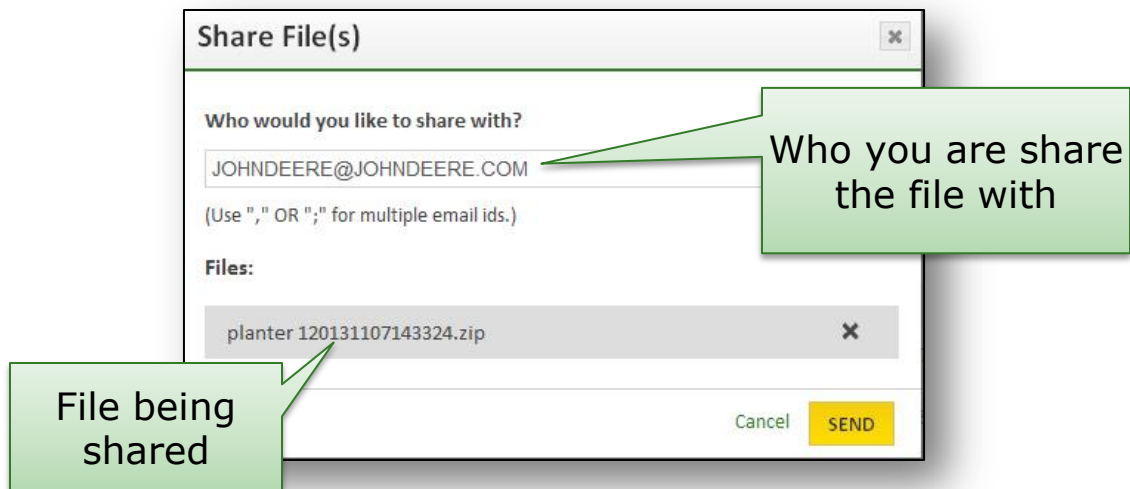 Share File(s)
Who would you like to share with?
JOHNDEERE@JOHNDEERE.COM
(Use "," OR ";" for multiple email ids.)
Who you are share
the file with
Files:
planter 120131107143324.zip
File being
shared
Cancel SEND